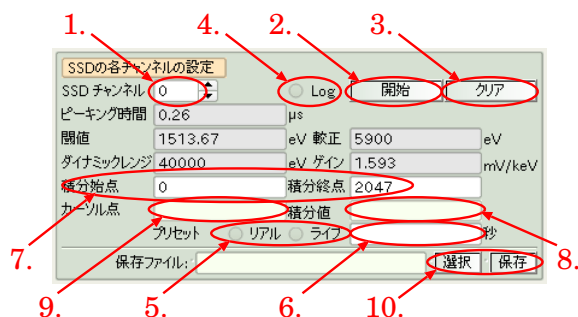 1. 4. 2. 3.
SSDの各チャンネルの設定
SSD チャンネル 0 Log 開始 クリア
ピーキング時間 0.26 μs
閾値 1513.67 eV 較正 5900 eV
ダイナミックレンジ 40000 eV ゲイン 1.593 mV/keV
積分始点 0 積分終点 2047
カーソル点 積分値
プリセット リアル ライブ 秒
保存ファイル: 選択 保存
7. 9. 5. 6. 10. 8.